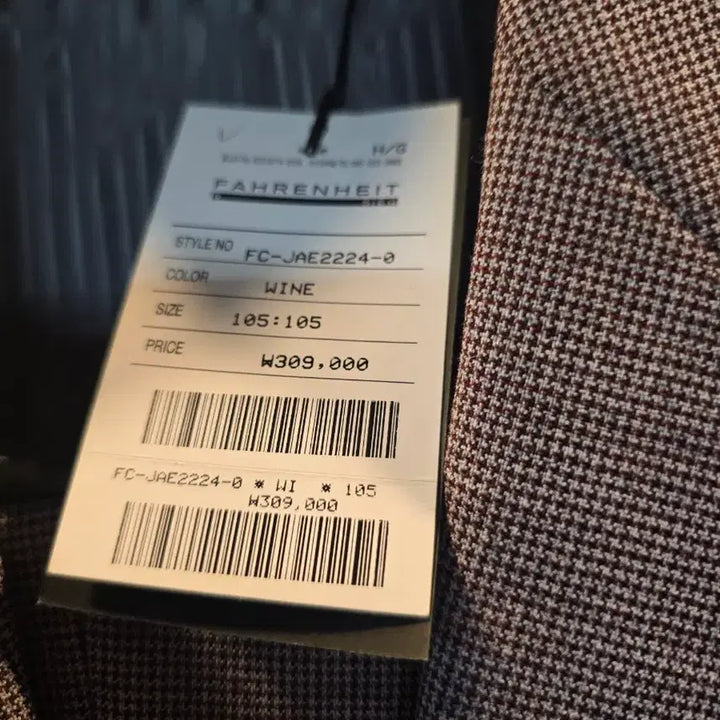 H/G
FAHRENHEIT
STYLE NO FC-JAE2224-0
COLOR WINE
SIZE 105:105
PRICE ₩309,000
FC-JAE2224-0 * WI * 105
₩309,000